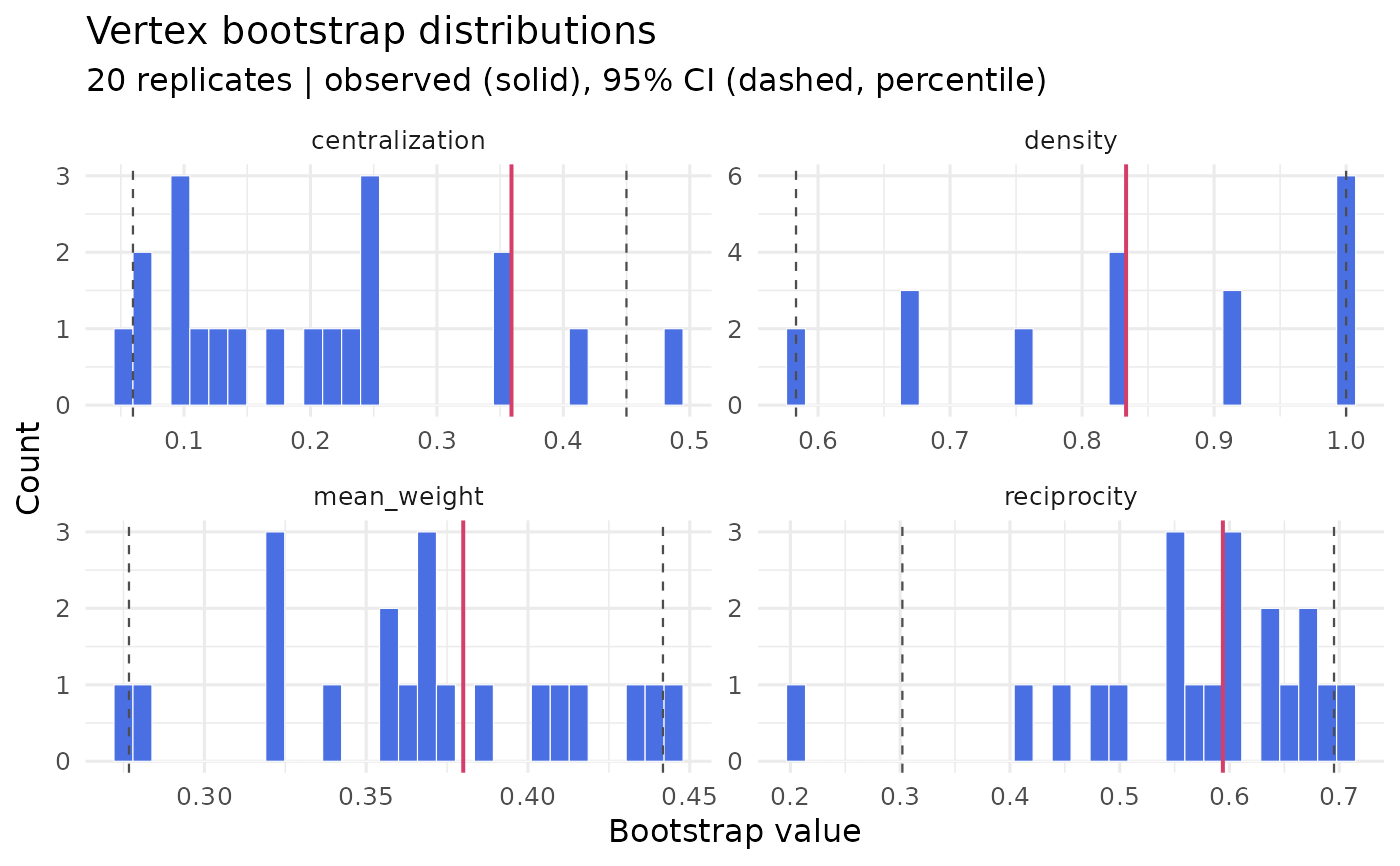 Vertex bootstrap distributions
20 replicates | observed (solid), 95% CI (dashed, percentile)
centralization
density
3
2
1
0
6
4
2
0
0.1 0.2 0.3 0.4 0.5
0.6 0.7 0.8 0.9 1.0
Count
mean_weight
reciprocity
3
2
1
0
3
2
1
0
0.30 0.35 0.40 0.45
0.2 0.3 0.4 0.5 0.6 0.7
Bootstrap value